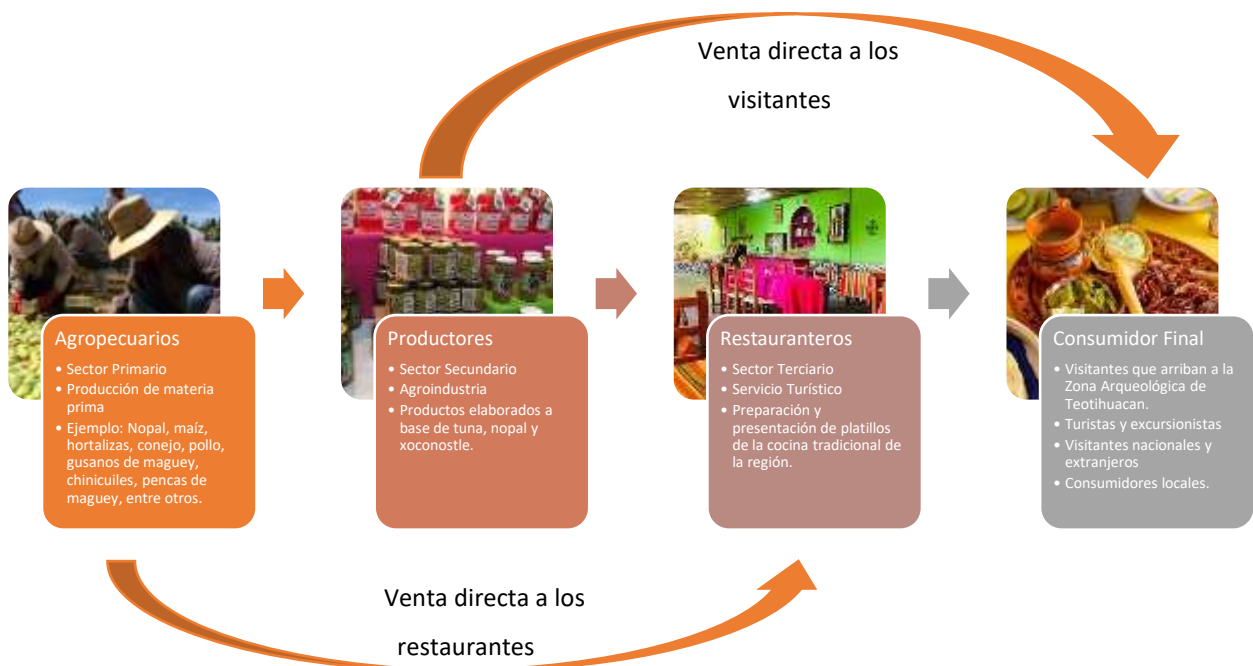 Venta directa a los
visitantes
Agropecuarios
• Sector Primario
• Producción de materia
prima
• Ejemplo: Nopal, maíz,
hortalizas, conejo, pollo,
gusanos de maguey,
chinicuiles, pencas de
maguey, entre otros.
Productores
• Sector Secundario
• Agroindustria
• Productos elaborados a
base de tuna, nopal y
xoconostle.
Restauranteros
• Sector Terciario
• Servicio Turístico
• Preparación y
presentación de platillos
de la cocina tradicional de
la región.
Consumidor Final
• Visitantes que arriban a la
Zona Arqueológica de
Teotihuacan.
• Turistas y excursionistas
• Visitantes nacionales y
extranjeros
• Consumidores locales.
Venta directa a los
restaurantes